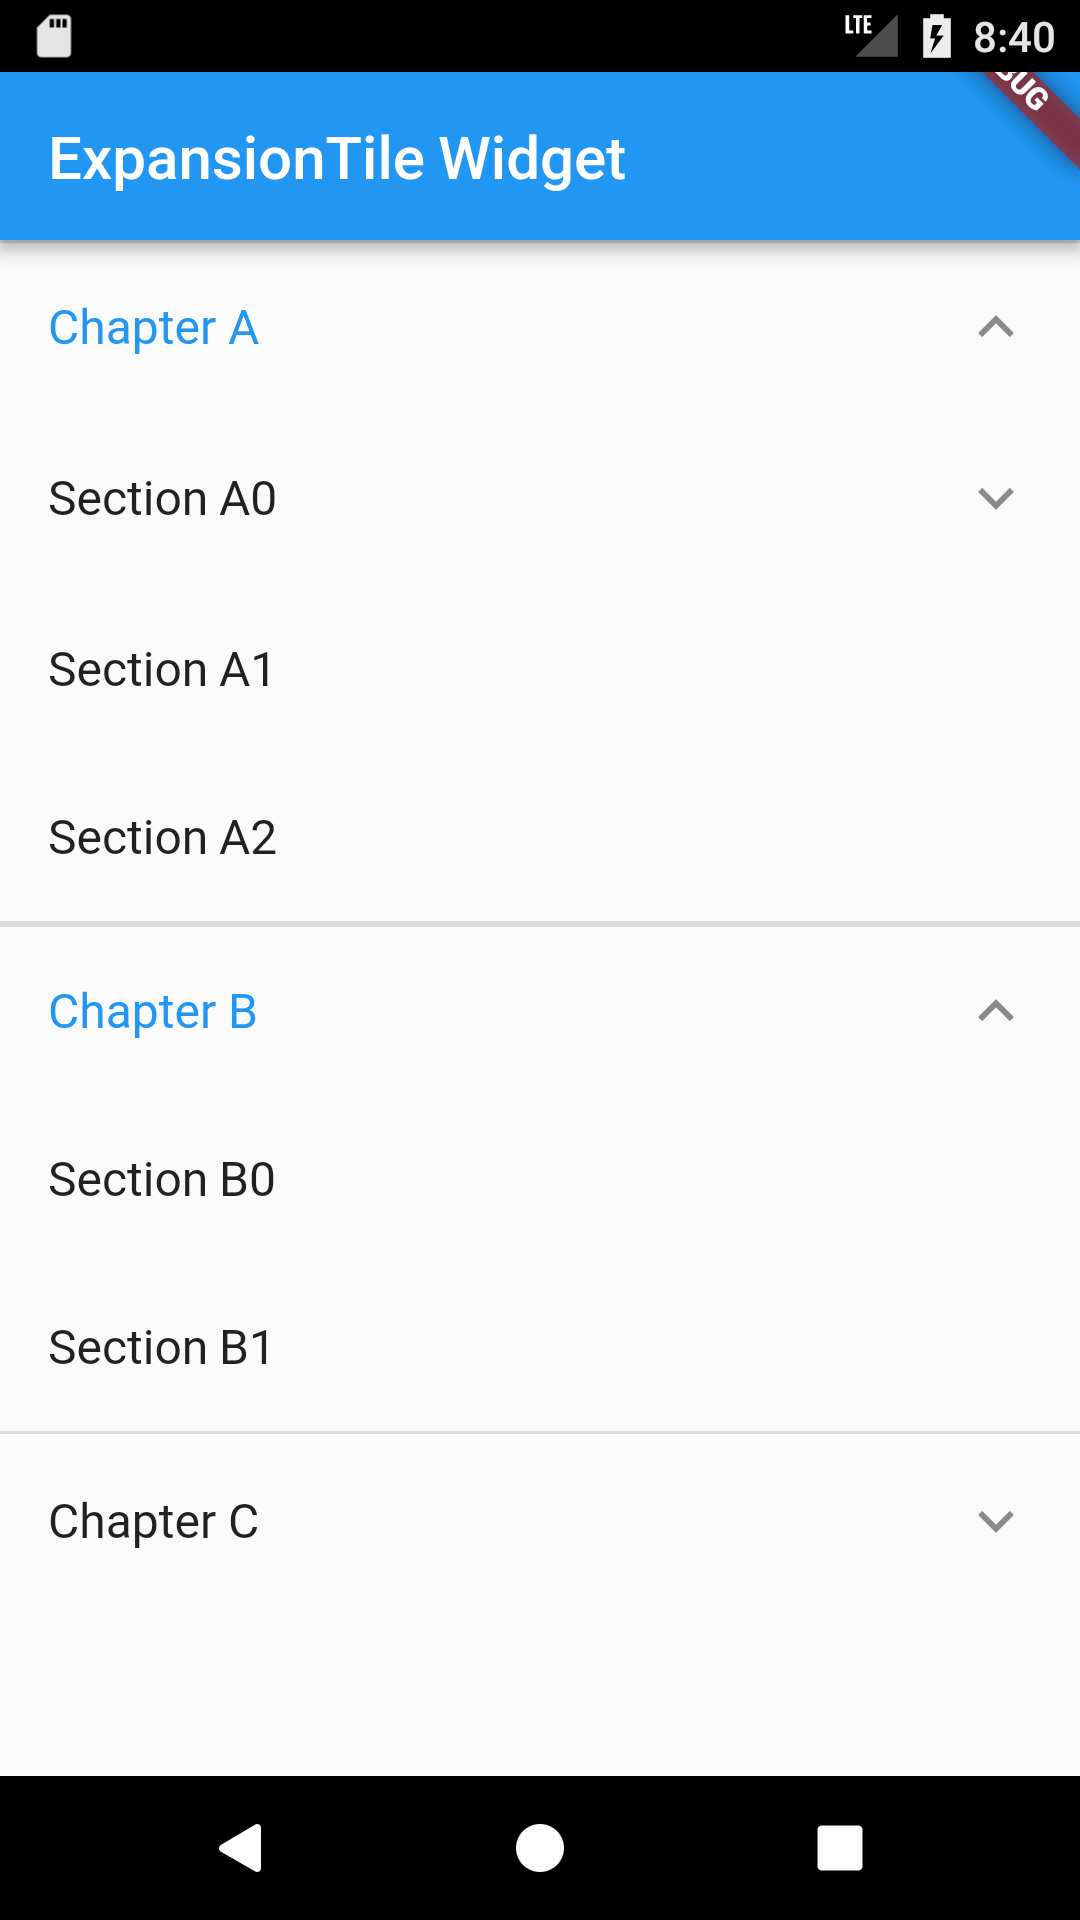 LTE 8:40
ExpansionTile Widget
Chapter A
Section A0
Section A1
Section A2
Chapter B
Section B0
Section B1
Chapter C